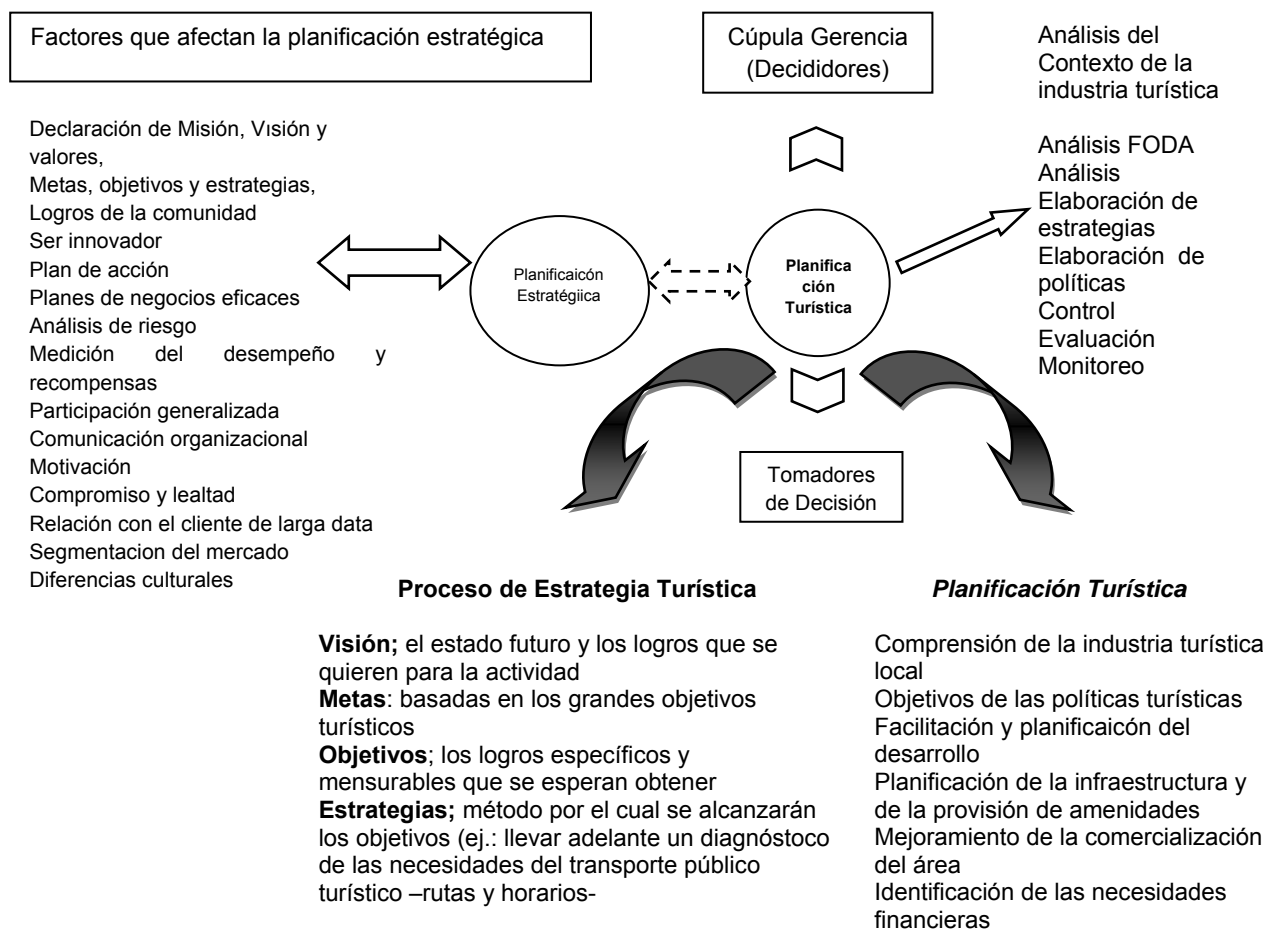 Factores que afectan la planificación estratégica
Cúpula Gerencia
(Decididores)
Análisis del
Contexto de la
industria turística
Análisis FODA
Análisis
Elaboración de
estrategias
Elaboración de
políticas
Control
Evaluación
Monitoreo
Declaración de Misión, Vısión y
valores,
Metas, objetivos y estrategias,
Logros de la comunidad
Ser innovador
Plan de acción
Planes de negocios eficaces
Análisis de riesgo
Medición del desempeño y
recompensas
Participación generalizada
Comunicación organizacional
Motivación
Compromiso y lealtad
Relación con el cliente de larga data
Segmentacion del mercado
Diferencias culturales
Planificaicón
Estratégiica
Planifica
ción
Turística
Tomadores
de Decisión
Proceso de Estrategia Turística
Visión; el estado futuro y los logros que se
quieren para la actividad
Metas: basadas en los grandes objetivos
turísticos
Objetivos; los logros específicos y
mensurables que se esperan obtener
Estrategias; método por el cual se alcanzarán
los objetivos (ej.: llevar adelante un diagnóstoco
de las necesidades del transporte público
turístico –rutas y horarios-
Planificación Turística
Comprensión de la industria turística
local
Objetivos de las políticas turísticas
Facilitación y planificaicón del
desarrollo
Planificación de la infraestructura y
de la provisión de amenidades
Mejoramiento de la comercialización
del área
Identificación de las necesidades
financieras